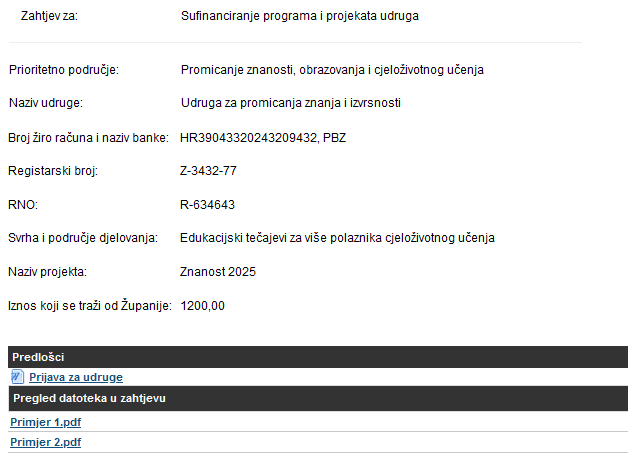 Zahtjev za: Sufinanciranje programa i projekata udruga
Prioritetno područje: Promicanje znanosti, obrazovanja i cjeloživotnog učenja
Naziv udruge: Udruga za promicanja znanja i izvrsnosti
Broj žiro računa i naziv banke: HR39043320243209432, PBZ
Registarski broj: Z-3432-77
RNO: R-634643
Svrha i područje djelovanja: Edukacijski tečajevi za više polaznika cjeloživotnog učenja
Naziv projekta: Znanost 2025
Iznos koji se traži od Županije: 1200,00
Predlošci
Prijava za udruge
Pregled datoteka u zahtjevu
Primjer 1.pdf
Primjer 2.pdf